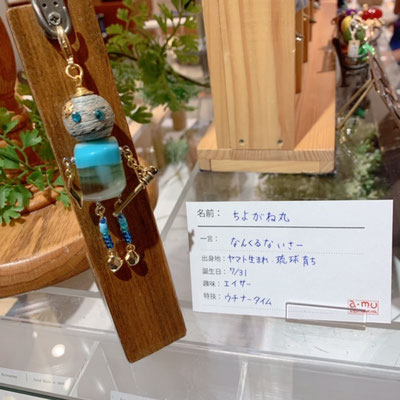 名前： ちよがね丸
一言： なんくるないさー
出身地：ヤマト生まれ 琉球育ち
誕生日：7/31
趣味：エイサー
特技：ウチナータイム
a・mu